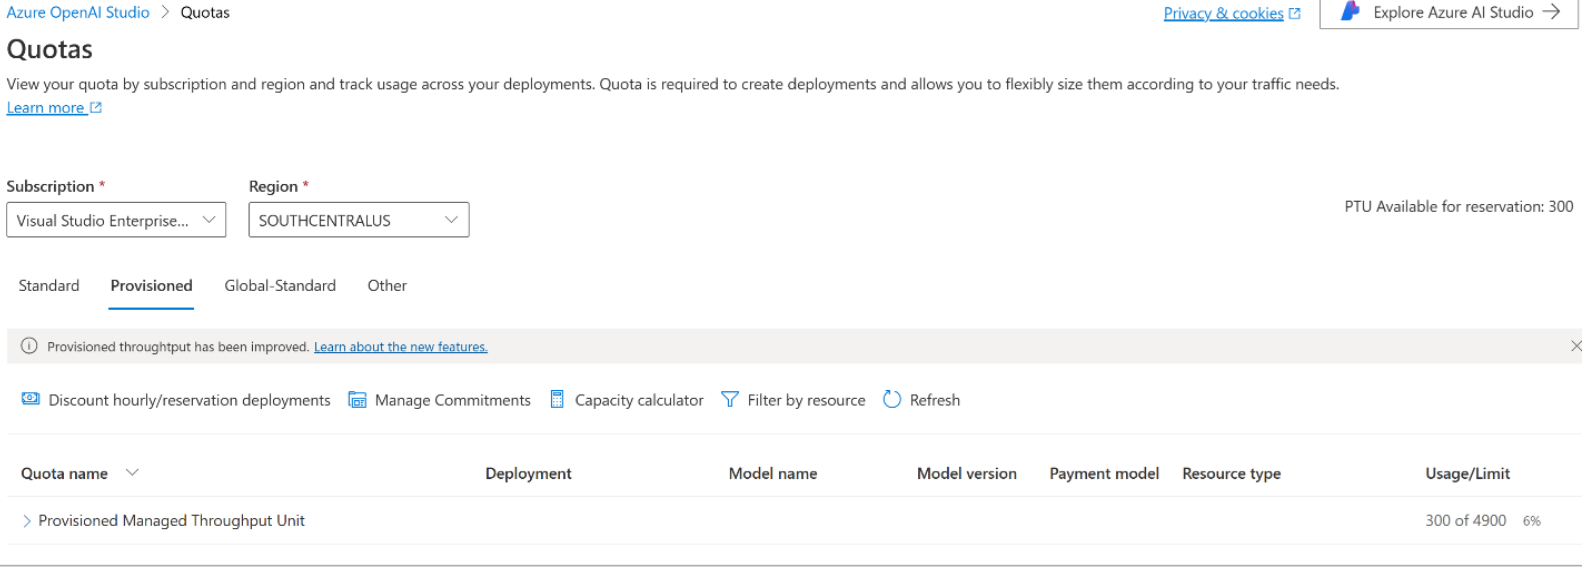 Azure OpenAI Studio > Quotas
Privacy & cookies
Explore Azure AI Studio →
Quotas
View your quota by subscription and region and track usage across your deployments. Quota is required to create deployments and allows you to flexibly size them according to your traffic needs.
Learn more
Subscription *
Region *
Visual Studio Enterprise...
SOUTHCENTRALUS
PTU Available for reservation: 300
Standard Provisioned Global-Standard Other
Provisioned throughtput has been improved. Learn about the new features.
Discount hourly/reservation deployments Manage Commitments Capacity calculator Filter by resource Refresh
Quota name Deployment Model name Model version Payment model Resource type Usage/Limit
> Provisioned Managed Throughput Unit 300 of 4900 6%